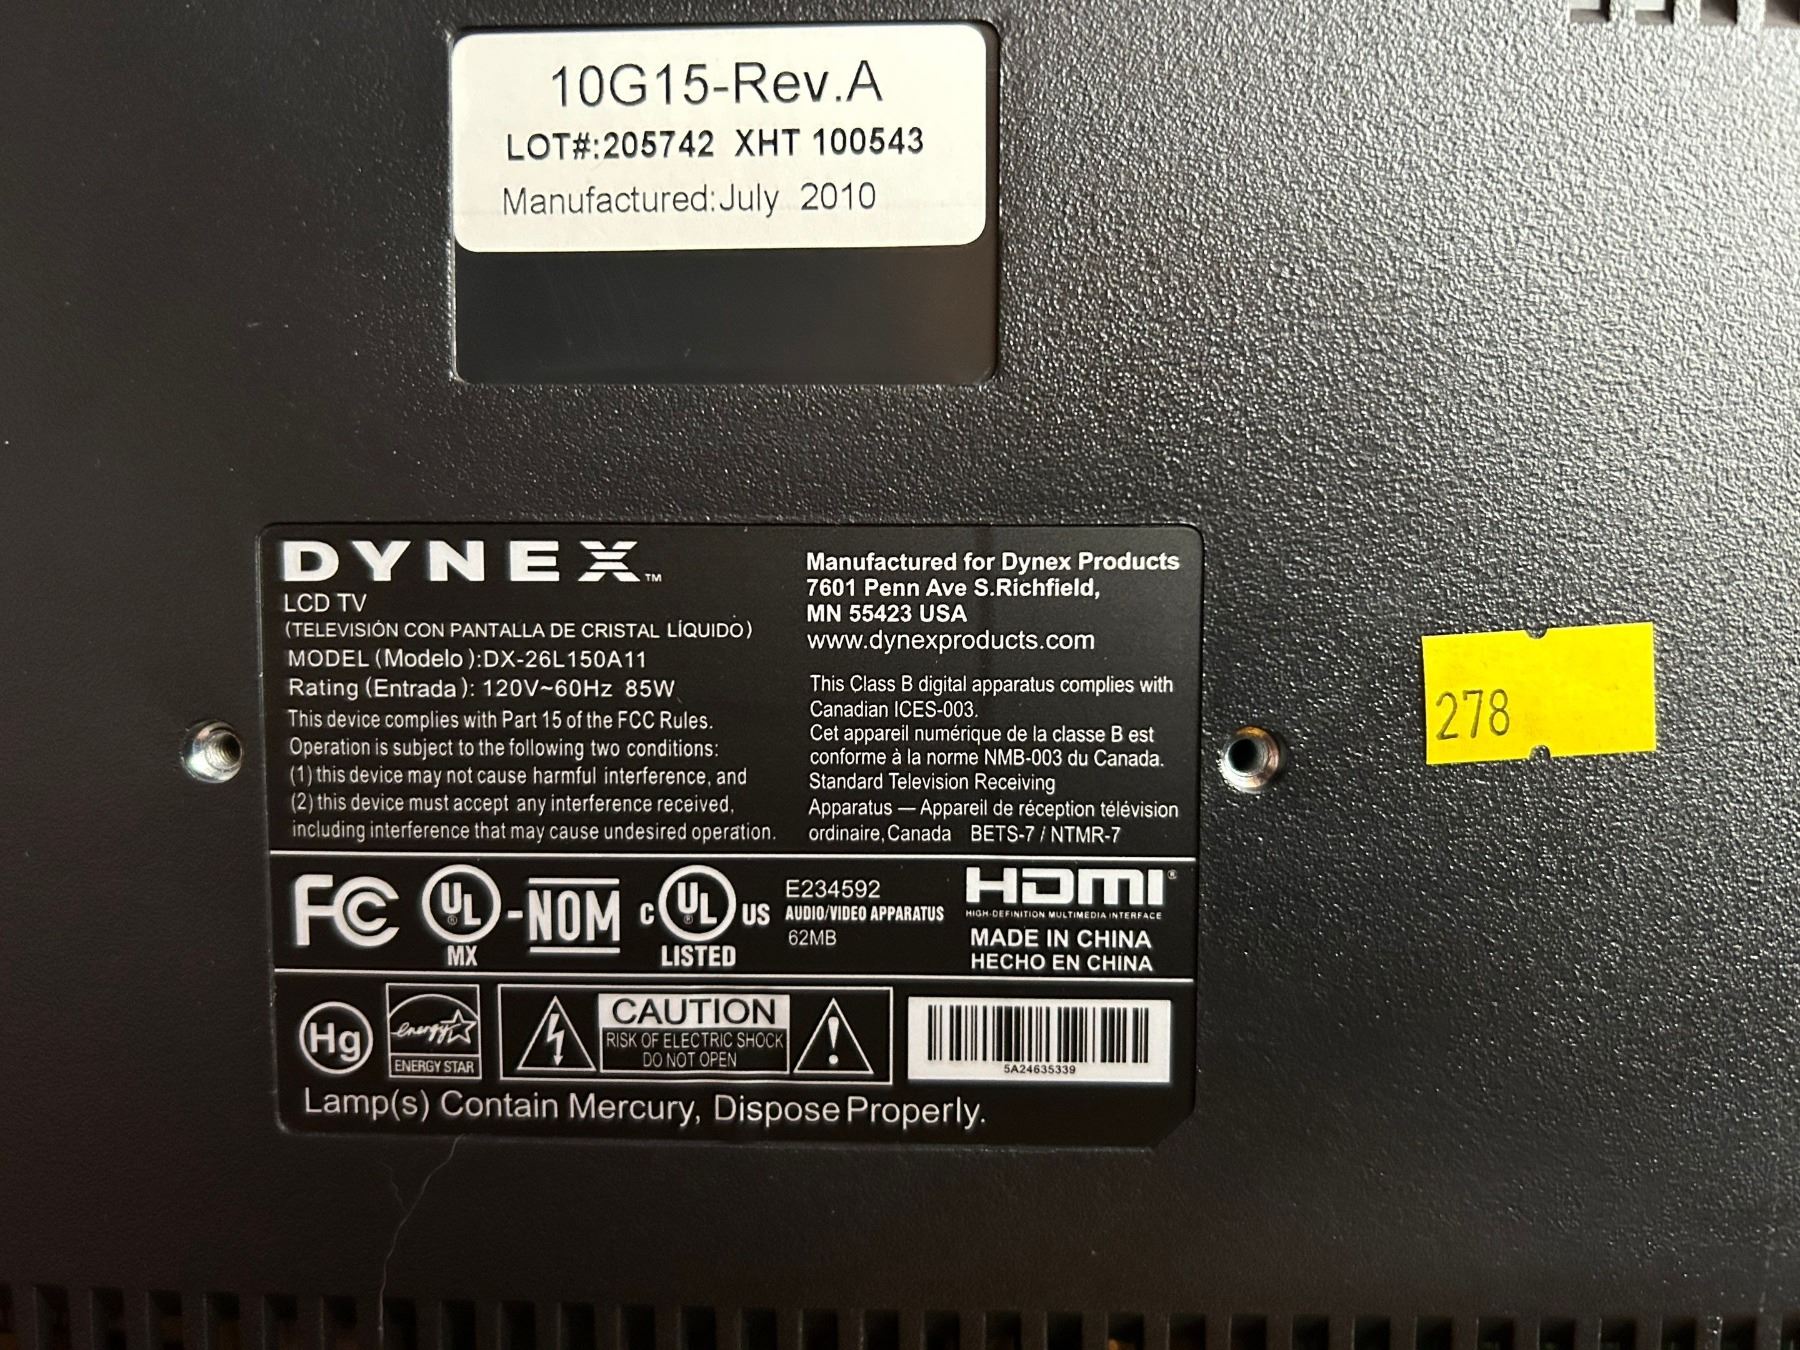 10G15-Rev.A
LOT#:205742 XHT 100543
Manufactured:July 2010
DYNEX™
LCD TV
(TELEVISIÓN CON PANTALLA DE CRISTAL LÍQUIDO)
MODEL (Modelo):DX-26L150A11
Rating (Entrada): 120V~60Hz 85W
This device complies with Part 15 of the FCC Rules.
Operation is subject to the following two conditions:
(1) this device may not cause harmful interference, and
(2) this device must accept any interference received,
including interference that may cause undesired operation.
Manufactured for Dynex Products
7601 Penn Ave S.Richfield,
MN 55423 USA
www.dynexproducts.com
This Class B digital apparatus complies with
Canadian ICES-003.
Cet appareil numérique de la classe B est
conforme à la norme NMB-003 du Canada.
Standard Television Receiving
Apparatus — Appareil de réception télévision
ordinaire, Canada BETS-7 / NTMR-7
278
FC
UL®
MX
-NOM
c UL® US
LISTED
E234592
AUDIO/VIDEO APPARATUS
62MB
HDMI®
HIGH-DEFINITION MULTIMEDIA INTERFACE
MADE IN CHINA
HECHO EN CHINA
Hg
energy
ENERGY STAR
CAUTION
RISK OF ELECTRIC SHOCK
DO NOT OPEN
!
5A24635339
Lamp(s) Contain Mercury, Dispose Properly.